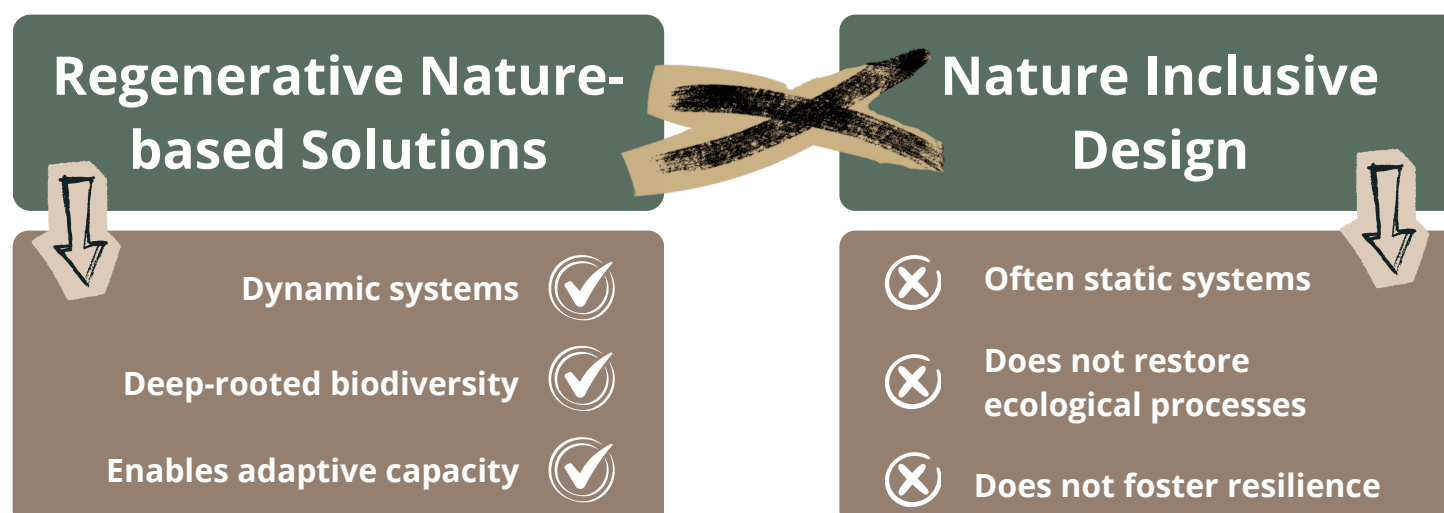 Regenerative Nature-
based Solutions
Dynamic systems
Deep-rooted biodiversity
Enables adaptive capacity
Nature Inclusive
Design
Often static systems
Does not restore
ecological processes
Does not foster resilience